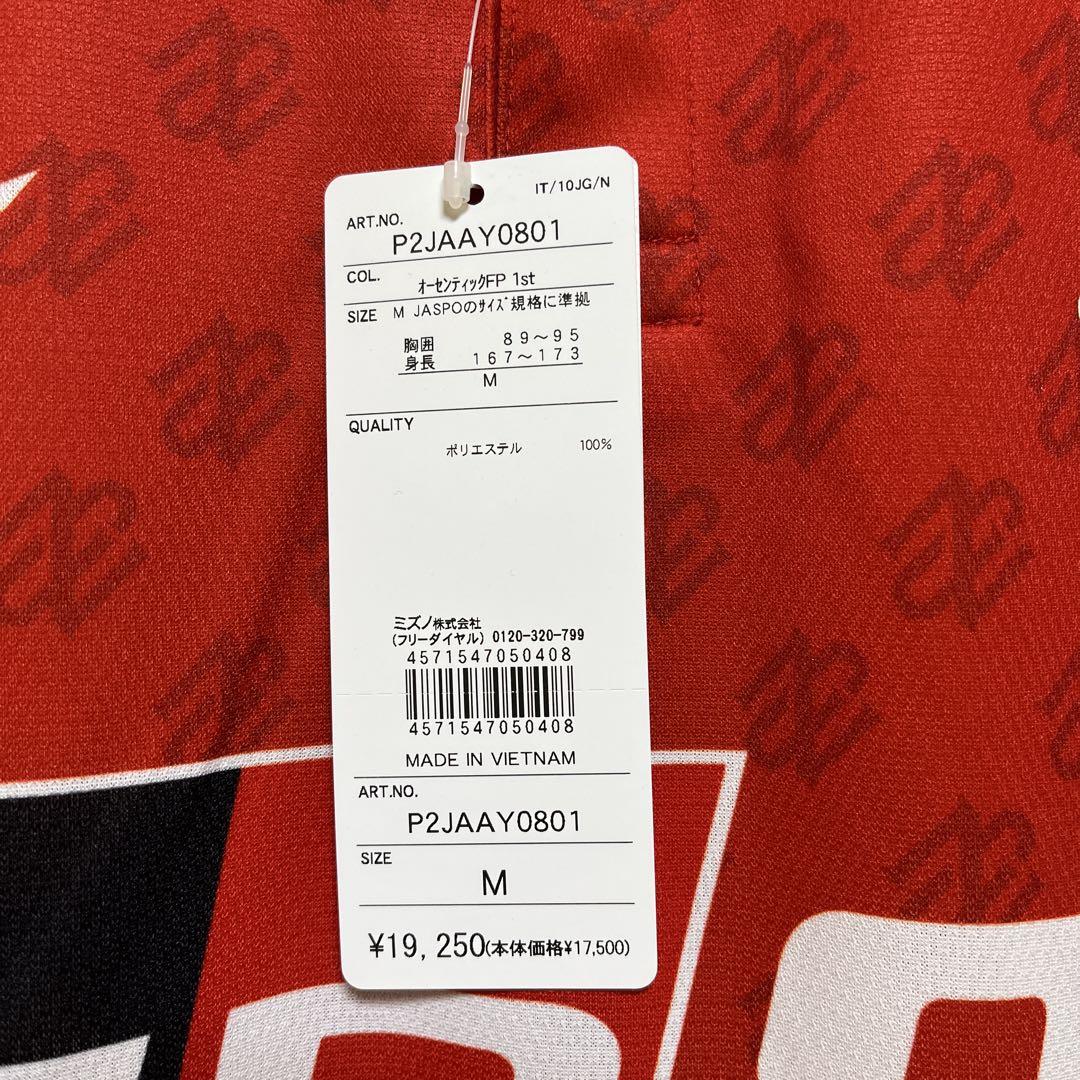 IT/10JG/N
ART.NO.
P2JAAY0801
COL.
ｵｰｾﾝﾃｨｯｸFP 1st
SIZE M JASPOのｻｲｽﾞ規格に準拠
胸囲 89～95
身長 167～173
M
QUALITY
ポリエステル 100%
ミズノ株式会社
(フリーダイヤル) 0120-320-799
4571547050408
4571547050408
MADE IN VIETNAM
ART.NO.
P2JAAY0801
SIZE
M
¥19,250(本体価格¥17,500)